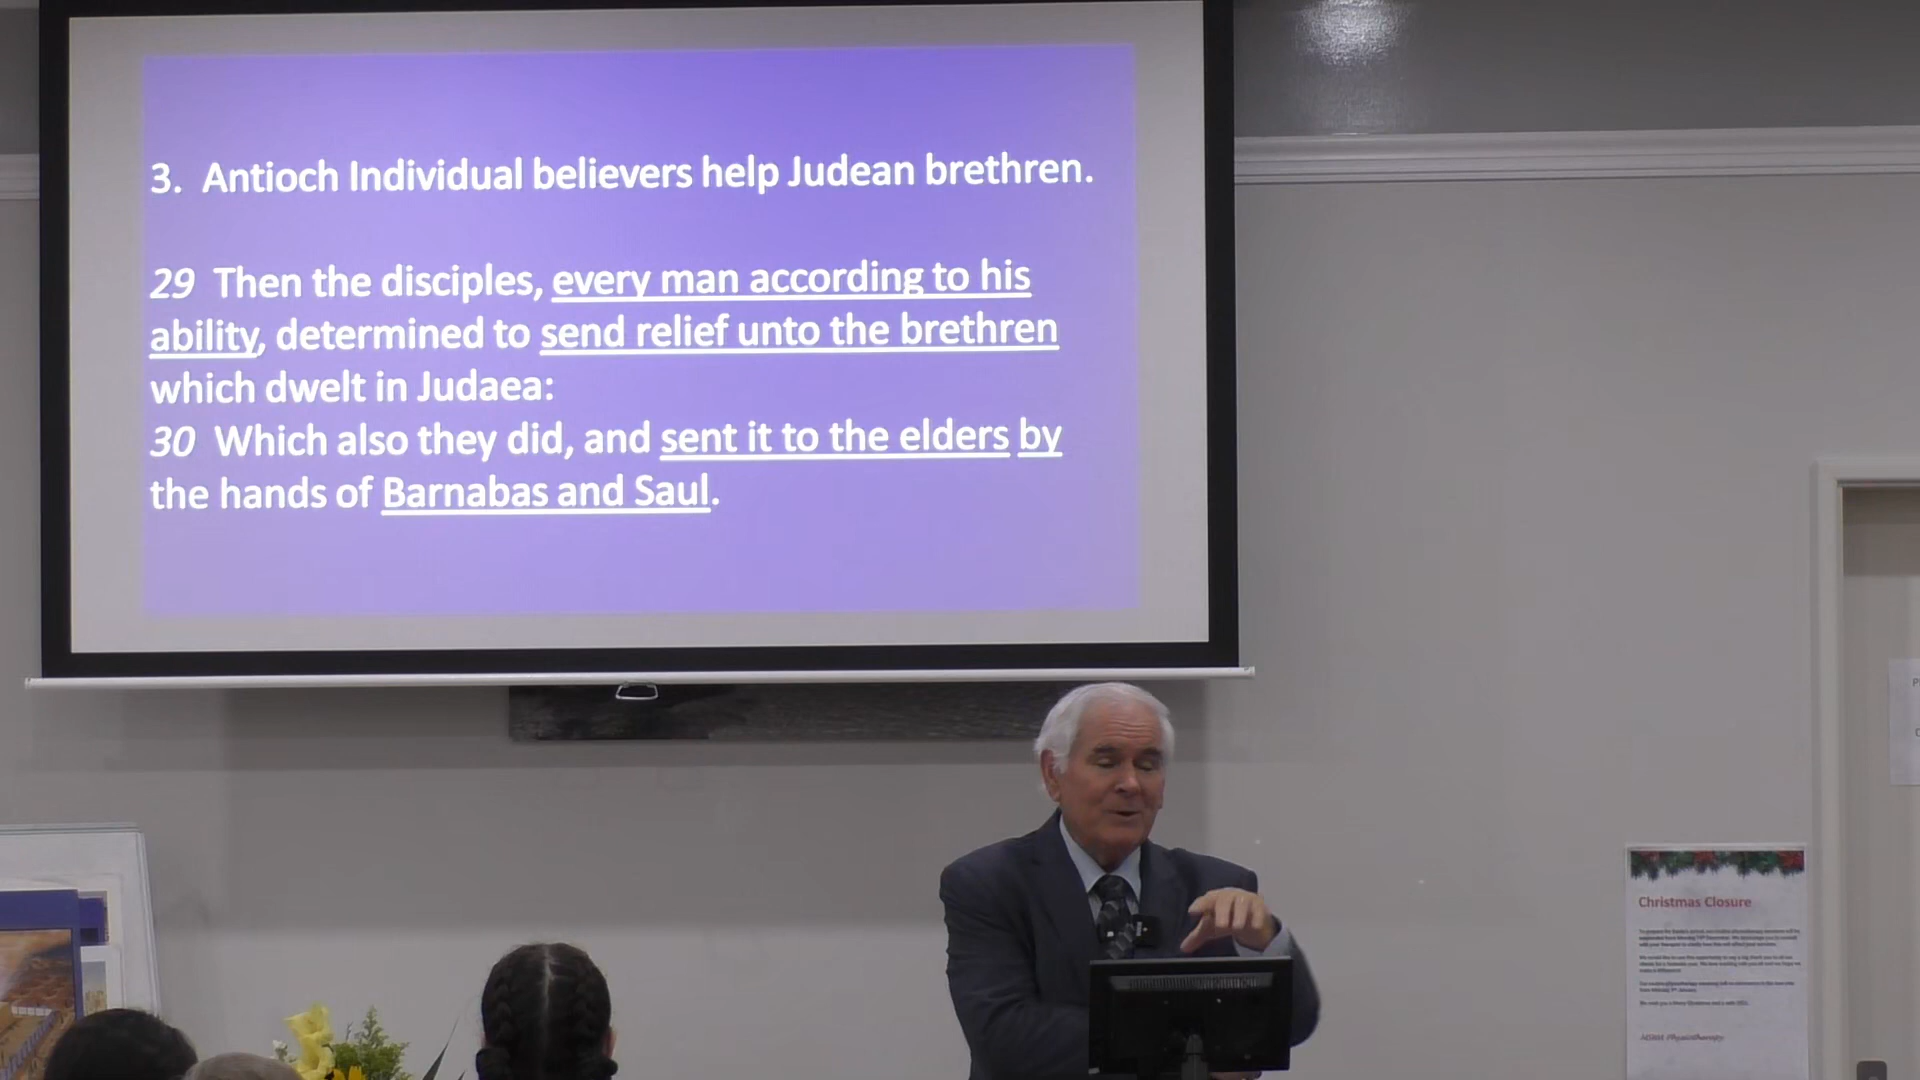 3. Antioch Individual believers help Judean brethren.
29 Then the disciples, every man according to his
ability, determined to send relief unto the brethren
which dwelt in Judaea:
30 Which also they did, and sent it to the elders by
the hands of Barnabas and Saul.
Christmas Closure